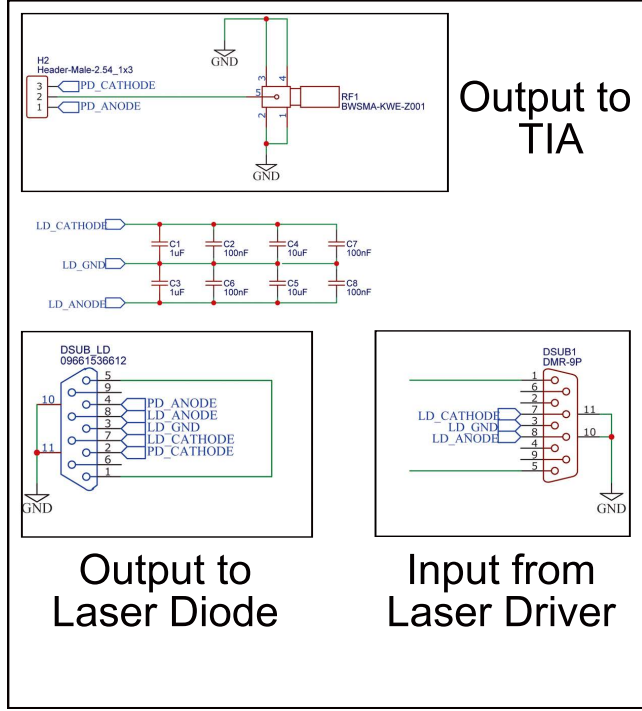 H2
Header-Male-2.54_1x3
3
PD_CATHODE
2
1
PD_ANODE
GND
3
4
5
2
1
RF1
BWSMA-KWE-Z001
GND
Output to
TIA
LD_CATHODE
LD_GND
LD_ANODE
C1
1uF
C2
100nF
C4
10uF
C7
100nF
C3
1uF
C6
100nF
C5
10uF
C8
100nF
DSUB_LD
09661536612
5
9
4 PD_ANODE
8 LD_ANODE
3 LD_GND
7 LD_CATHODE
2 PD_CATHODE
6
1
10
11
GND
DSUB1
DMR-9P
1
6
2
LD_CATHODE 7
LD_GND 3
LD_ANODE 8
4
9
5
11
10
GND
Output to
Laser Diode
Input from
Laser Driver